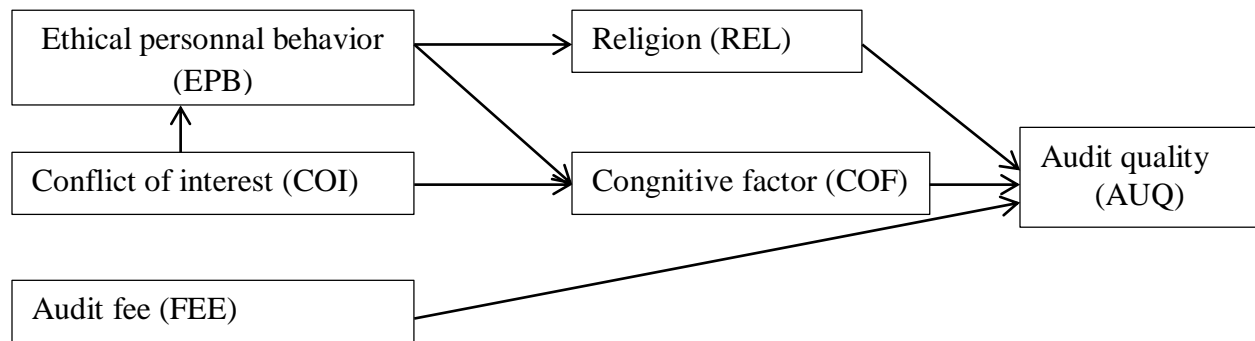 Ethical personnal behavior
(EPB)
Religion (REL)
Conflict of interest (COI)
Congnitive factor (COF)
Audit quality
(AUQ)
Audit fee (FEE)